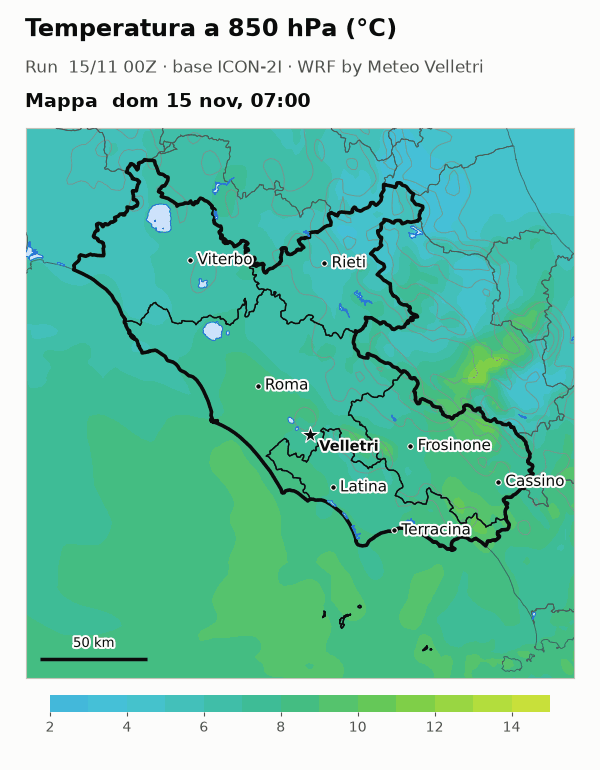 Temperatura a 850 hPa (°C)
Run  15/11 00Z · base ICON-2I · WRF by Meteo Velletri
Mappa  dom 15 nov, 07:00
Viterbo
Rieti
Roma
Velletri
Frosinone
Latina
Cassino
Terracina
50 km
2 4 6 8 10 12 14